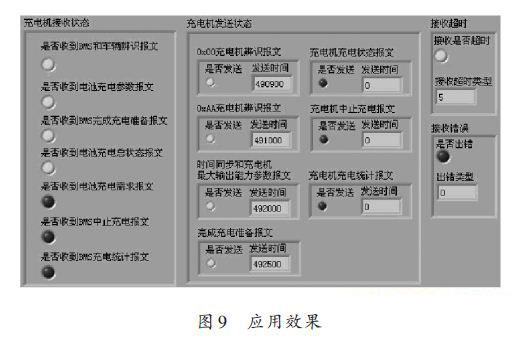 充电机接收状态
是否收到BMS和车辆辨识报文
是否收到电池充电参数报文
是否收到BMS完成充电准备报文
是否收到电池充电总状态报文
是否收到电池充电需求报文
是否收到BMS中止充电报文
是否收到BMS充电统计报文
充电机发送状态
0x00充电机辨识报文
是否发送 发送时间
490900
0xAA充电机辨识报文
是否发送 发送时间
491000
时间同步和充电机
最大输出能力参数报文
是否发送 发送时间
492000
完成充电准备报文
是否发送 发送时间
492500
充电机充电状态报文
是否发送 发送时间
0
充电机中止充电报文
是否发送 发送时间
0
充电机充电统计报文
是否发送 发送时间
0
接收超时
接收是否超时
接收超时类型
5
接收错误
是否出错
出错类型
0
图9 应用效果